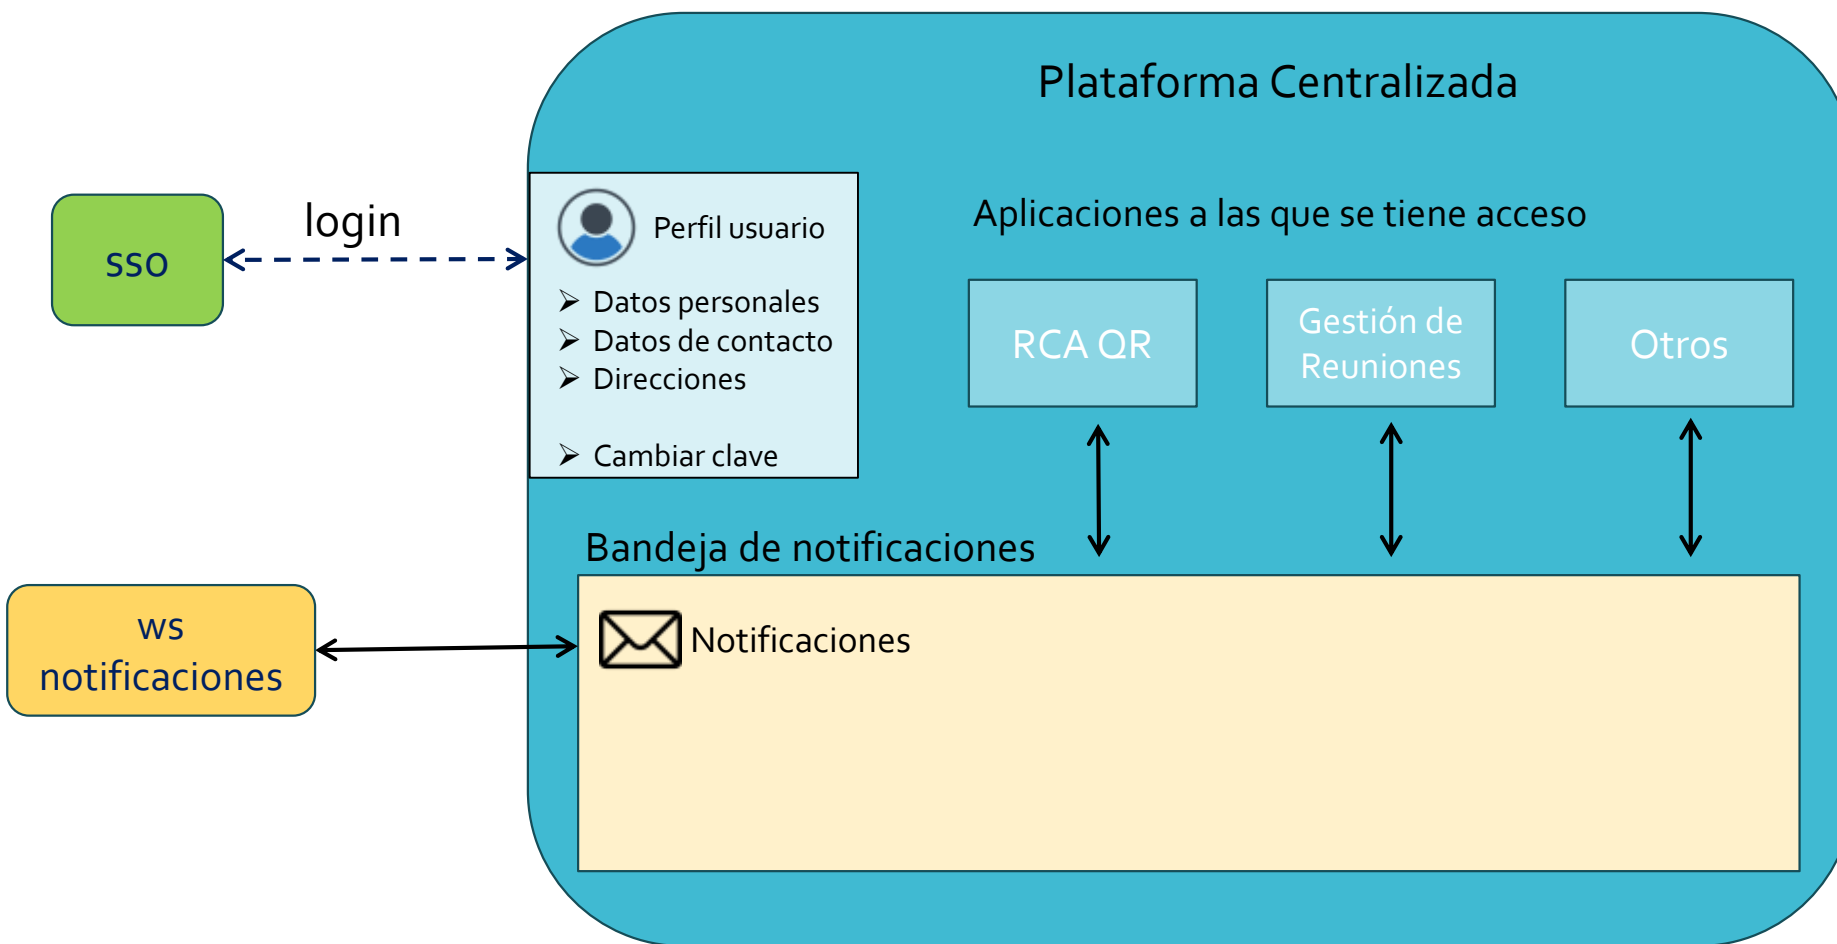 Plataforma Centralizada
sso
login
Perfil usuario
Datos personales
Datos de contacto
Direcciones
Cambiar clave
Aplicaciones a las que se tiene acceso
RCA QR
Gestión de
Reuniones
Otros
Bandeja de notificaciones
ws
notificaciones
Notificaciones